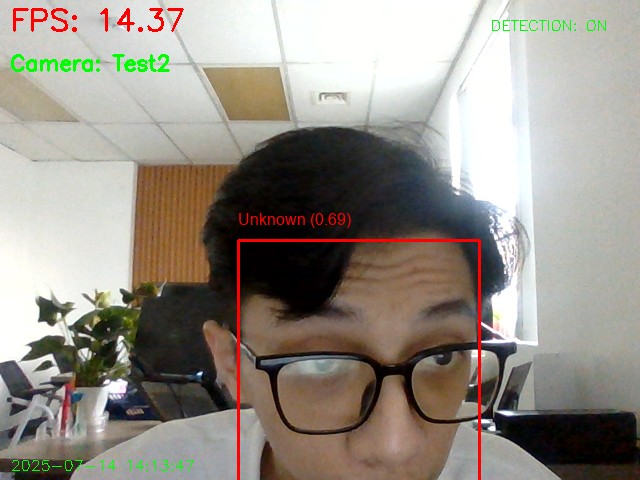 FPS: 14.37
DETECTION: ON
Camera: Test2
Unknown (0.69)
2025-07-14 14:13:47